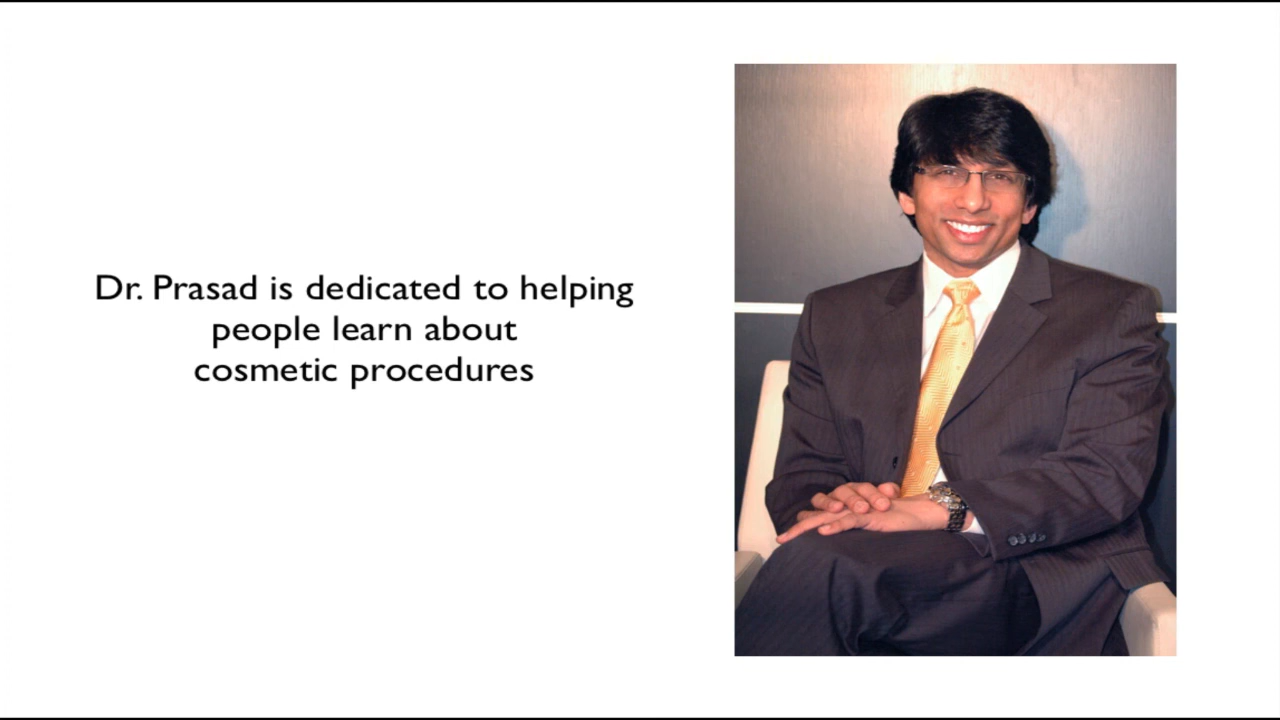 Dr. Prasad is dedicated to helping
people learn about
cosmetic procedures